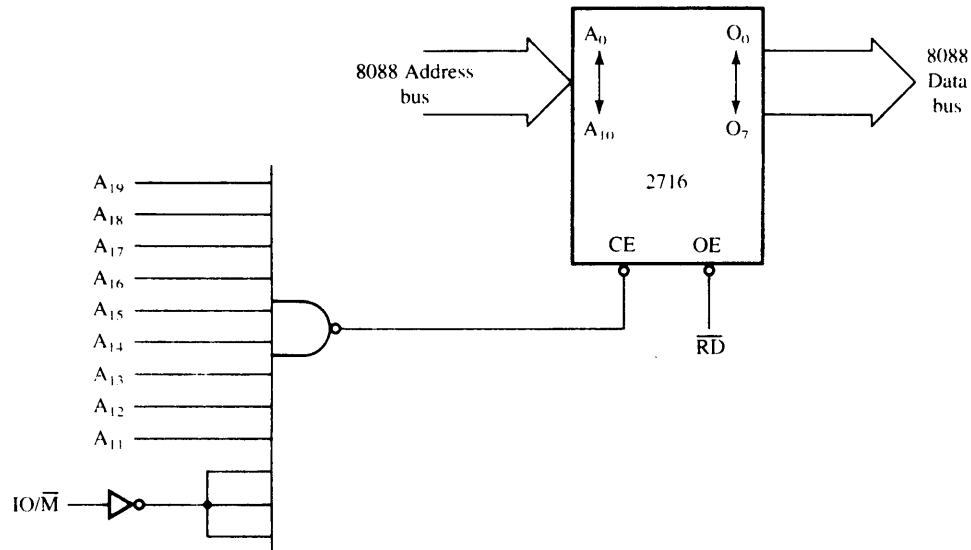 A₀ O₀
8088 Address
bus
8088
Data
bus
A₁₀ O₇
2716
CE OE
A₁₉
A₁₈
A₁₇
A₁₆
A₁₅
A₁₄
A₁₃
A₁₂
A₁₁
R̅D̅
IO/M̅